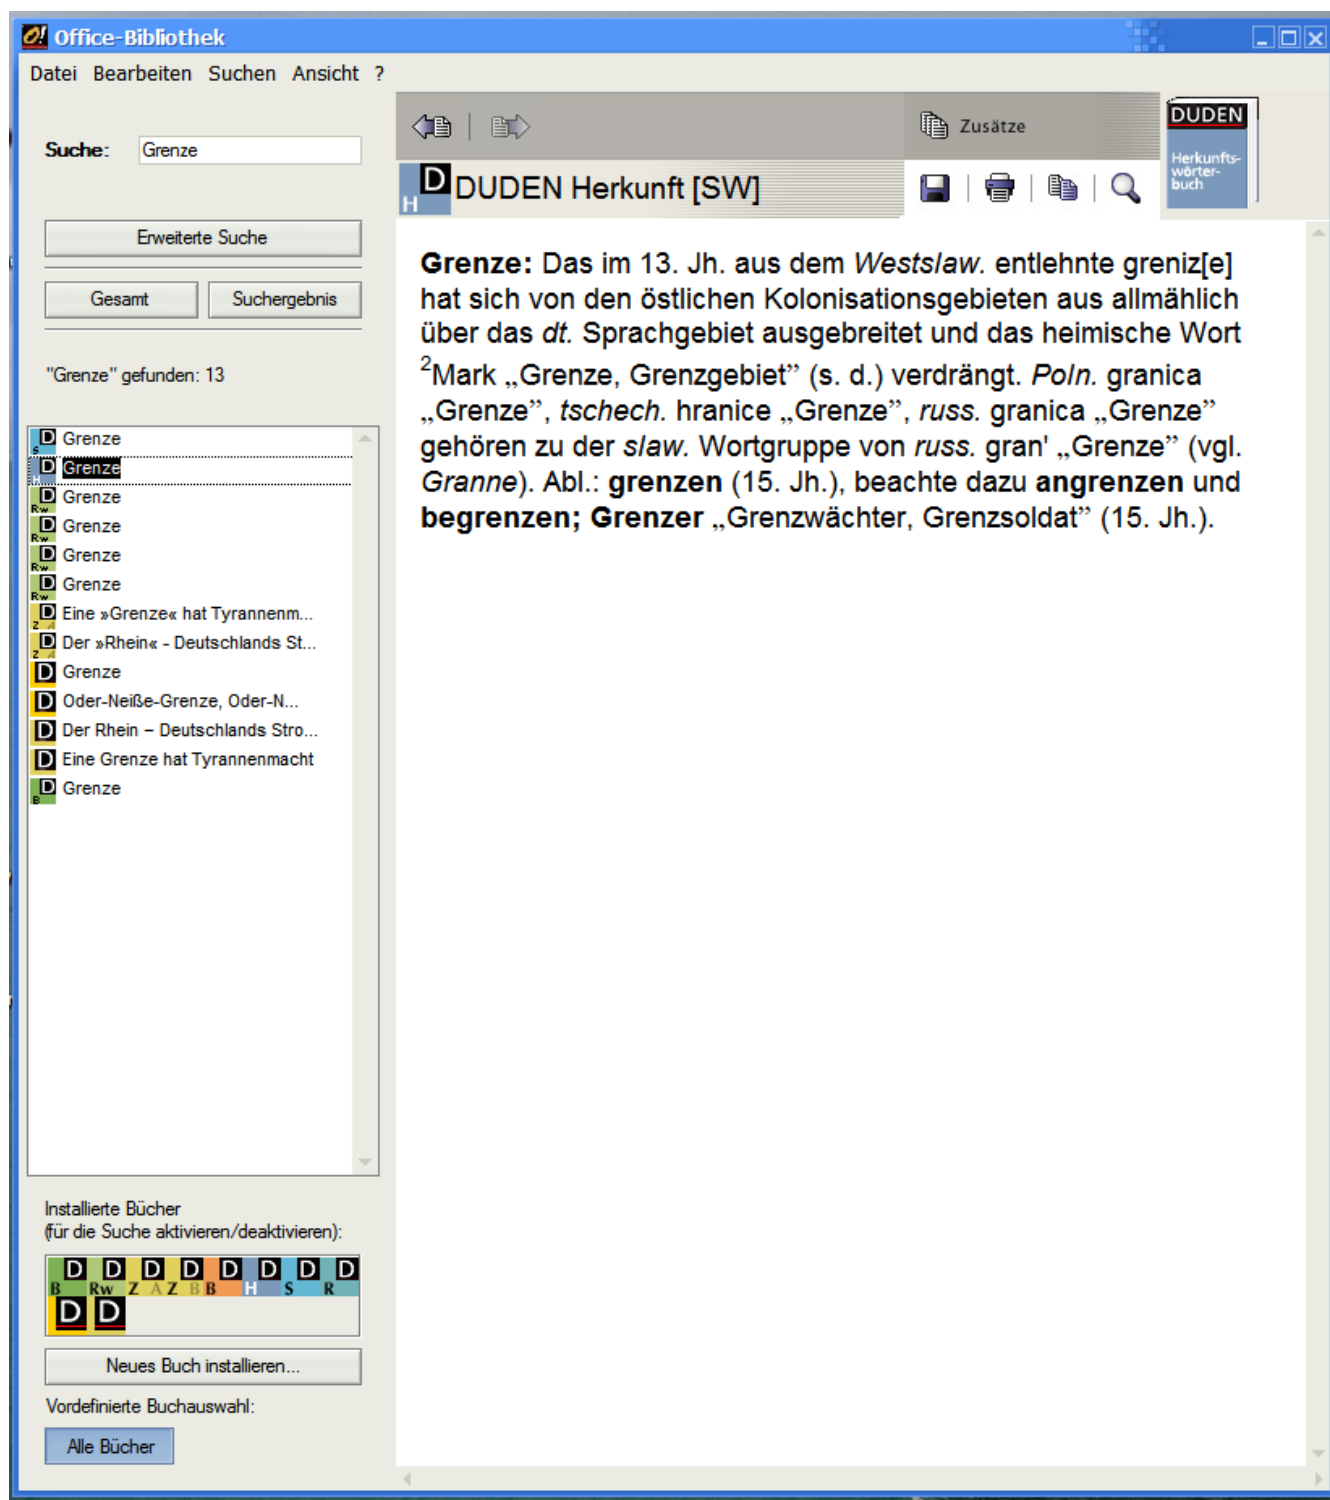 Office-Bibliothek
Datei Bearbeiten Suchen Ansicht ?
Suche: Grenze
Erweiterte Suche
Gesamt Suchergebnis
"Grenze" gefunden: 13
Grenze
Grenze
Grenze
Grenze
Grenze
Grenze
Eine »Grenze« hat Tyrannenm...
Der »Rhein« - Deutschlands St...
Grenze
Oder-Neiße-Grenze, Oder-N...
Der Rhein – Deutschlands Stro...
Eine Grenze hat Tyrannenmacht
Grenze
Installierte Bücher
(für die Suche aktivieren/deaktivieren):
D D D D D D D D
B Rw Z A Z B B H S R
D D
Neues Buch installieren...
Vordefinierte Buchauswahl:
Alle Bücher
Zusätze
DUDEN
Herkunfts-
wörter-
buch
D H DUDEN Herkunft [SW]
Grenze: Das im 13. Jh. aus dem Westslaw. entlehnte greniz[e]
hat sich von den östlichen Kolonisationsgebieten aus allmählich
über das dt. Sprachgebiet ausgebreitet und das heimische Wort
²Mark „Grenze, Grenzgebiet” (s. d.) verdrängt. Poln. granica
„Grenze”, tschech. hranice „Grenze”, russ. granica „Grenze”
gehören zu der slaw. Wortgruppe von russ. gran' „Grenze” (vgl.
Granne). Abl.: grenzen (15. Jh.), beachte dazu angrenzen und
begrenzen; Grenzer „Grenzwächter, Grenzsoldat” (15. Jh.).